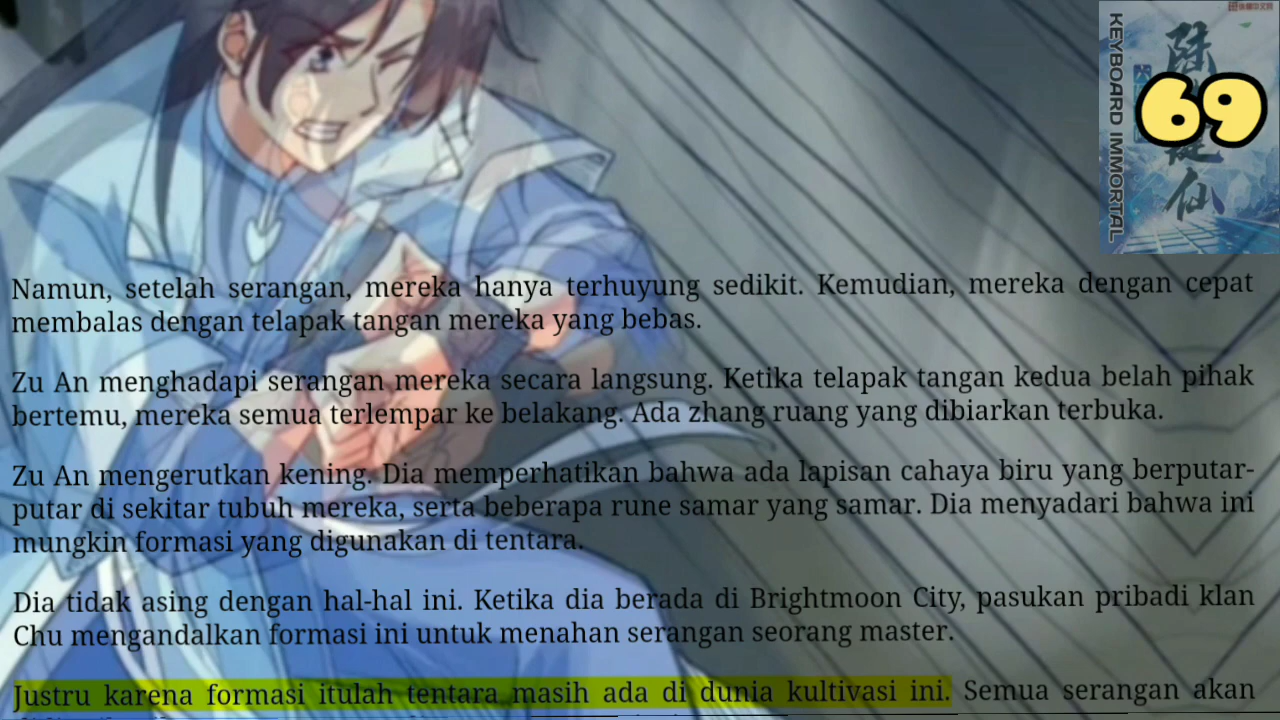 KEYBOARD IMMORTAL
69
Namun, setelah serangan, mereka hanya terhuyung sedikit. Kemudian, mereka dengan cepat
membalas dengan telapak tangan mereka yang bebas.
Zu An menghadapi serangan mereka secara langsung. Ketika telapak tangan kedua belah pihak
bertemu, mereka semua terlempar ke belakang. Ada zhang ruang yang dibiarkan terbuka.
Zu An mengerutkan kening. Dia memperhatikan bahwa ada lapisan cahaya biru yang berputar-
putar di sekitar tubuh mereka, serta beberapa rune samar yang samar. Dia menyadari bahwa ini
mungkin formasi yang digunakan di tentara.
Dia tidak asing dengan hal-hal ini. Ketika dia berada di Brightmoon City, pasukan pribadi klan
Chu mengandalkan formasi ini untuk menahan serangan seorang master.
Justru karena formasi itulah tentara masih ada di dunia kultivasi ini. Semua serangan akan